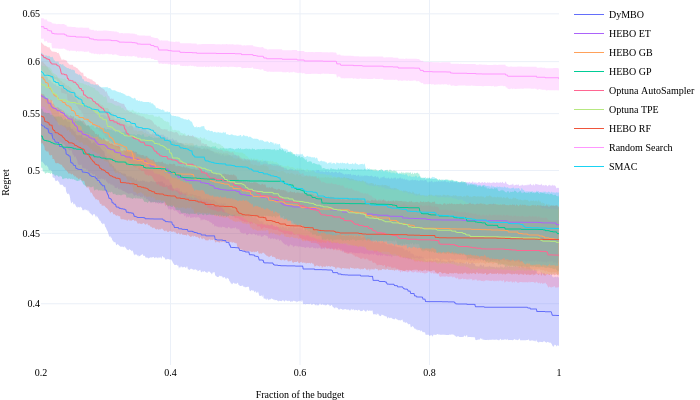 0.65
0.6
0.55
0.5
0.45
0.4
Regret
0.2
0.4
0.6
0.8
1
Fraction of the budget
DyMBO
HEBO ET
HEBO GB
HEBO GP
Optuna AutoSampler
Optuna TPE
HEBO RF
Random Search
SMAC